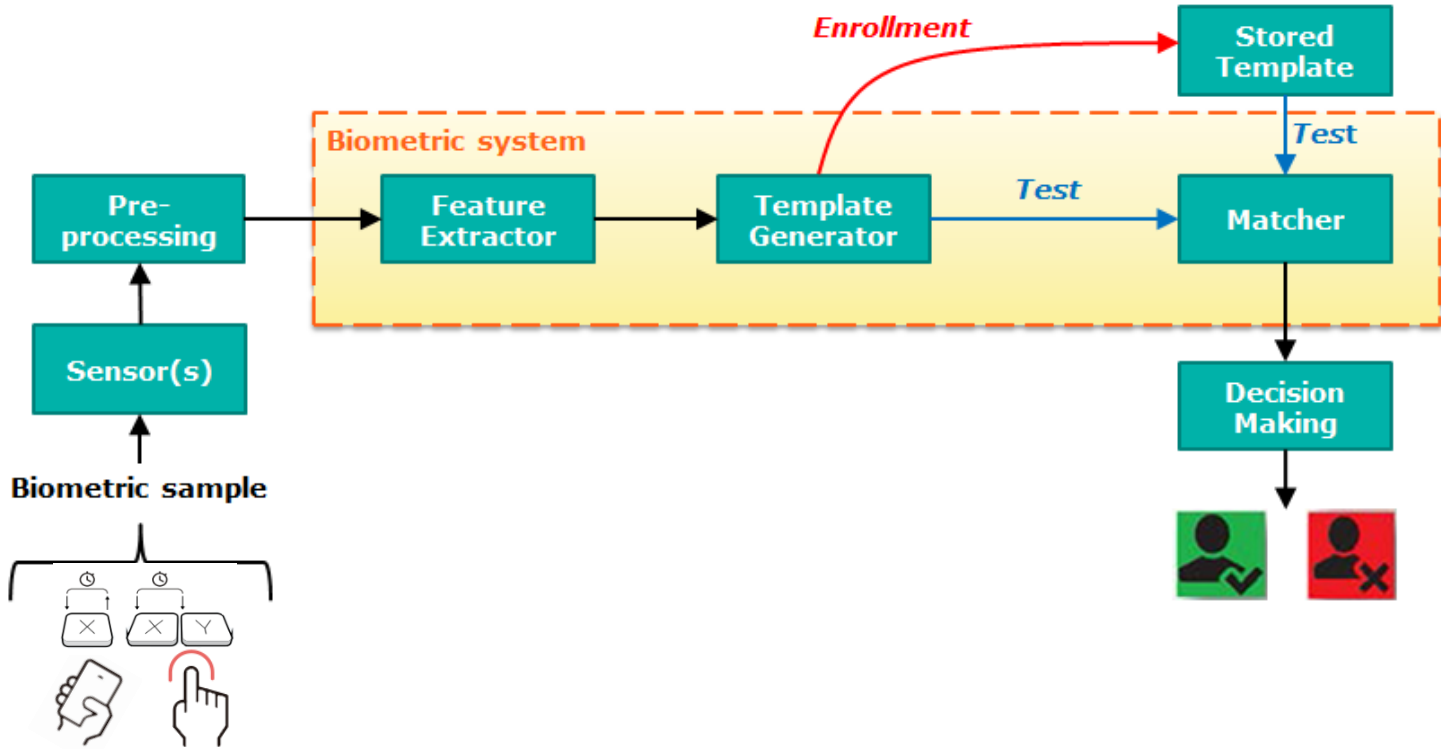 Enrollment
Stored
Template
Biometric system
Test
Pre-
processing
Feature
Extractor
Template
Generator
Test
Matcher
Sensor(s)
Decision
Making
Biometric sample
X
X
Y